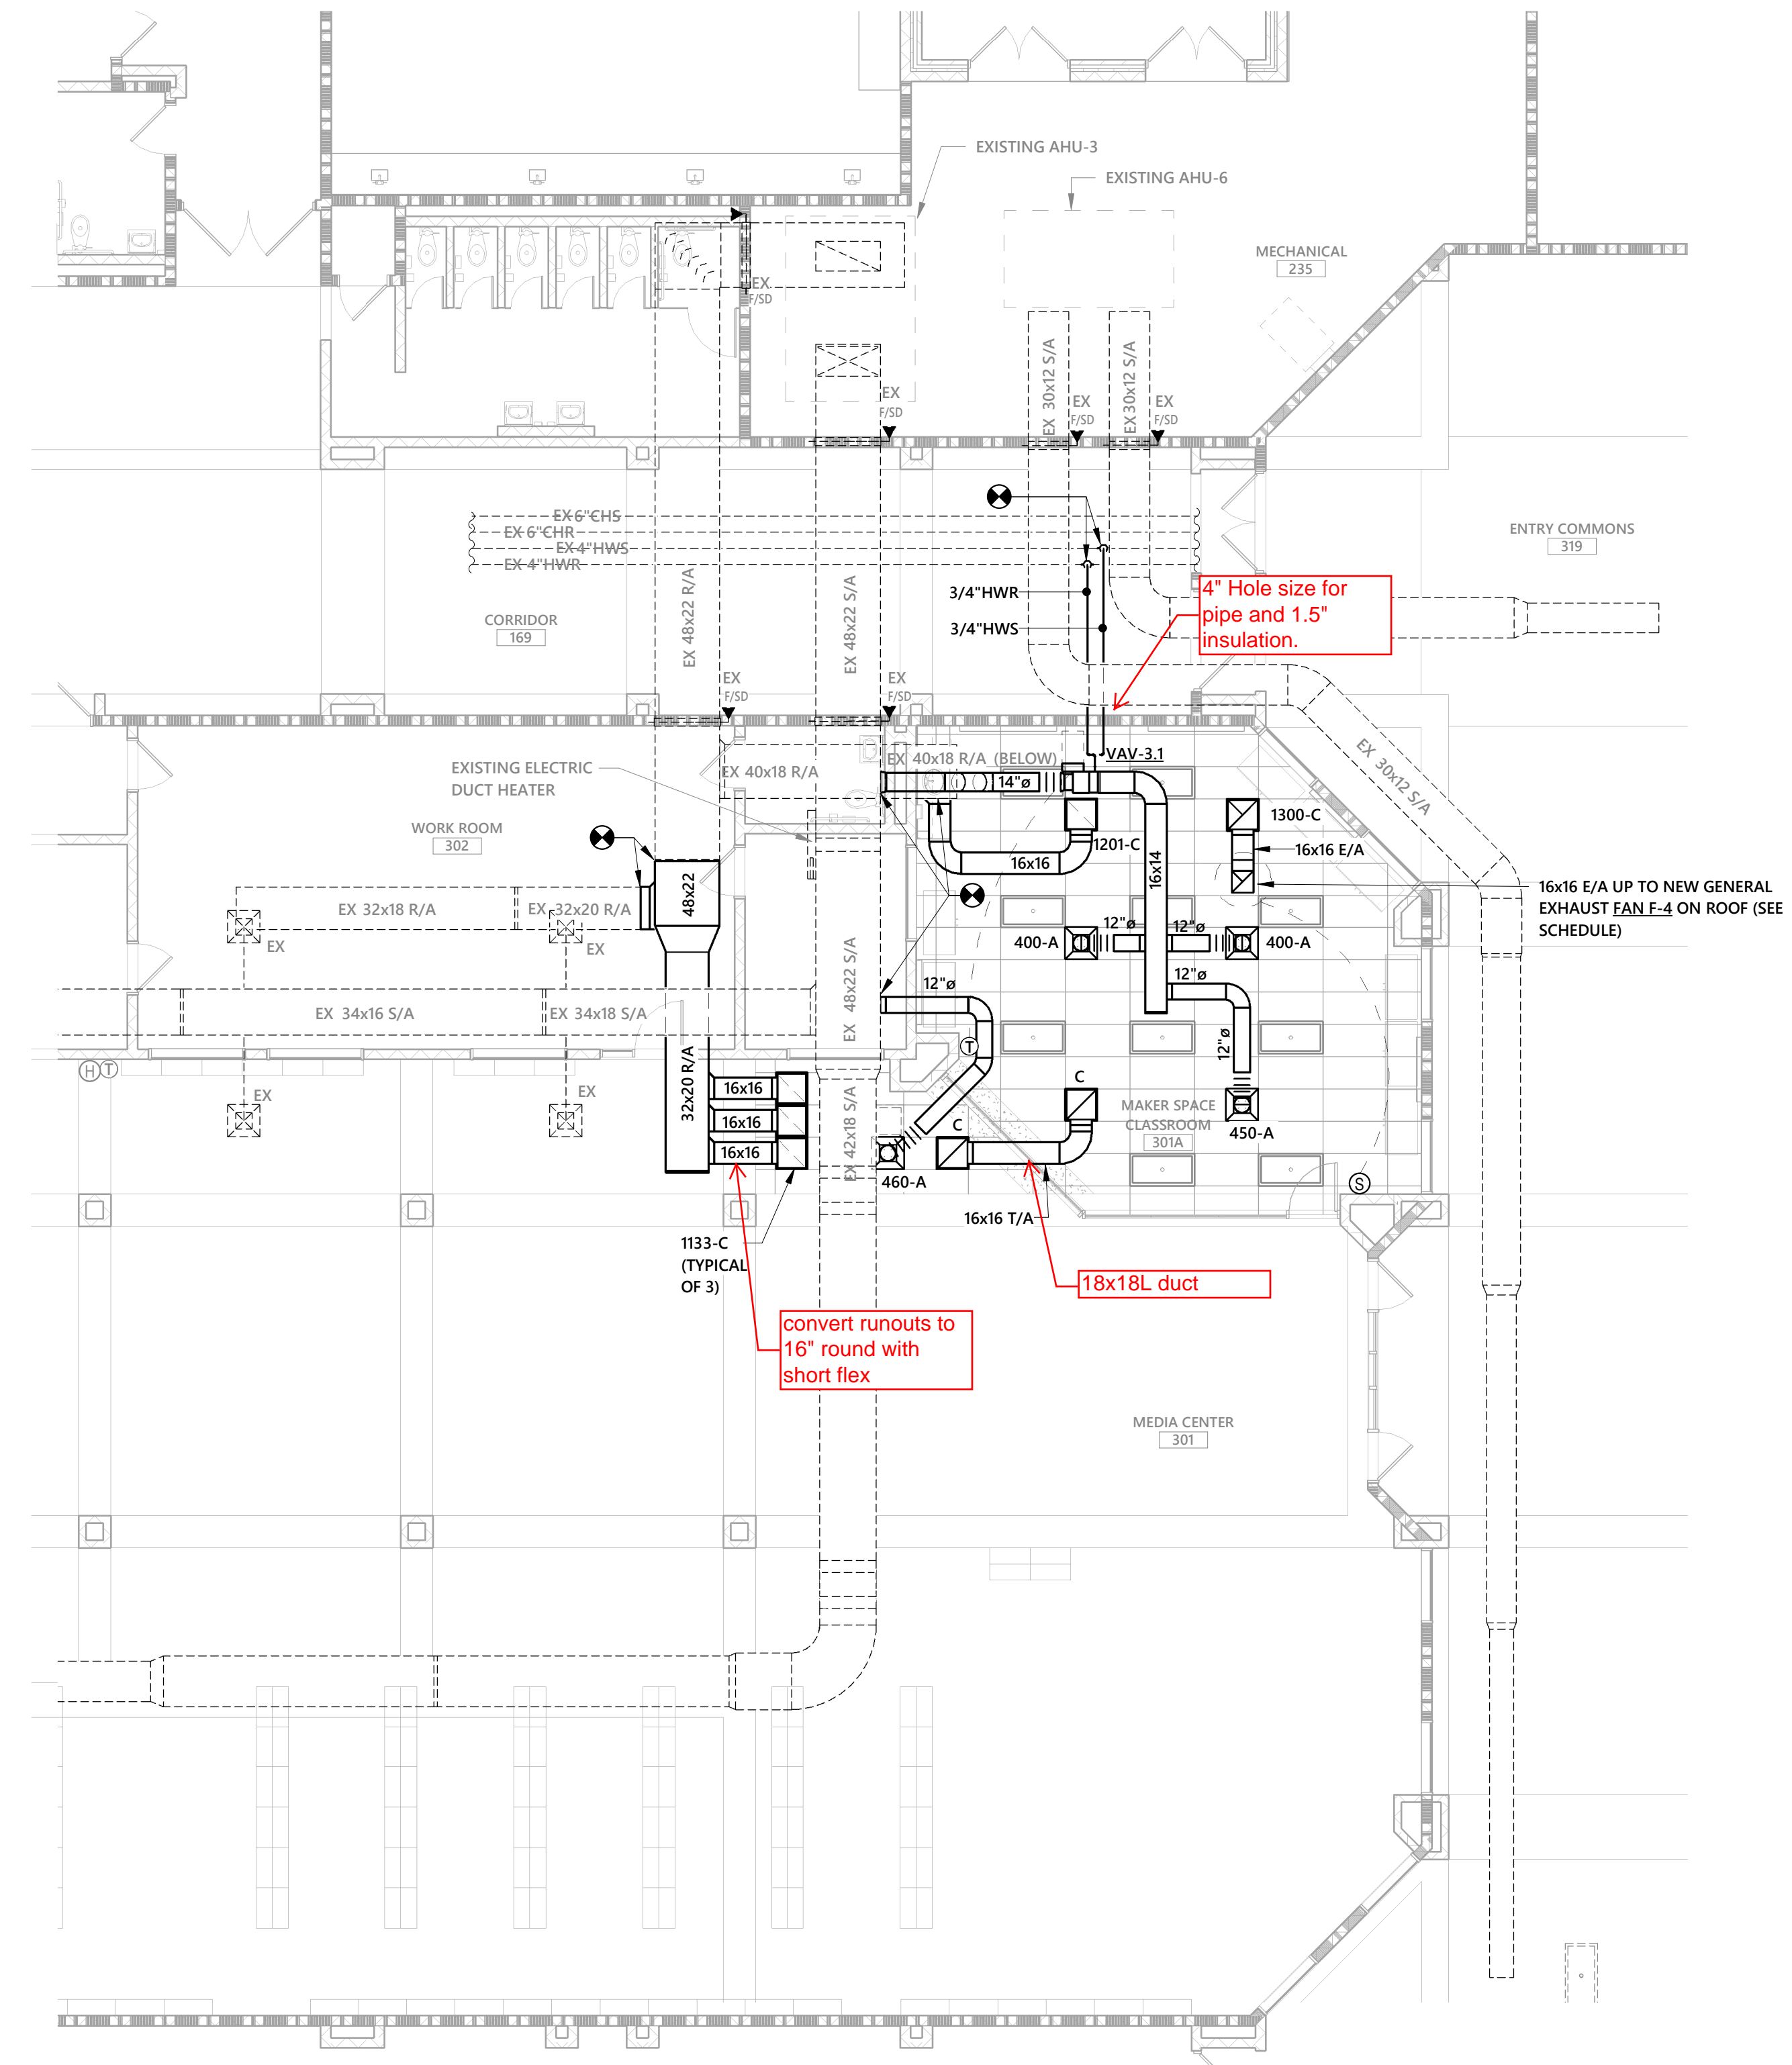 EXISTING AHU-3
EXISTING AHU-6
MECHANICAL
235
EX
F/SD
EX 30x12 S/A
EX 30x12 S/A
EX
F/SD
EX
F/SD
EX
F/SD
EX 6"CHS
EX 6"CHR
EX 4"HWS
EX 4"HWR
ENTRY COMMONS
319
3/4"HWR
3/4"HWS
4" Hole size for
pipe and 1.5"
insulation.
CORRIDOR
169
EX 48x22 R/A
EX 48x22 S/A
EX
F/SD
EX
F/SD
VAV-3.1
EX 40x18 R/A
EX 40x18 R/A (BELOW)
EXISTING ELECTRIC
DUCT HEATER
14"ø
EX 30x12 S/A
WORK ROOM
302
1201-C
1300-C
16x16
16x14
16x16 E/A
48x22
EX 32x18 R/A
EX 32x20 R/A
16x16 E/A UP TO NEW GENERAL
EXHAUST FAN F-4 ON ROOF (SEE
SCHEDULE)
EX
EX
12"ø
12"ø
400-A
400-A
EX 48x22 S/A
12"ø
12"ø
EX 34x16 S/A
EX 34x18 S/A
12"ø
T
H
T
32x20 R/A
EX
EX
16x16
16x16
16x16
C
C
MAKER SPACE
CLASSROOM
301A
450-A
EX 42x18 S/A
460-A
S
16x16 T/A
1133-C
(TYPICAL
OF 3)
18x18L duct
convert runouts to
16" round with
short flex
MEDIA CENTER
301